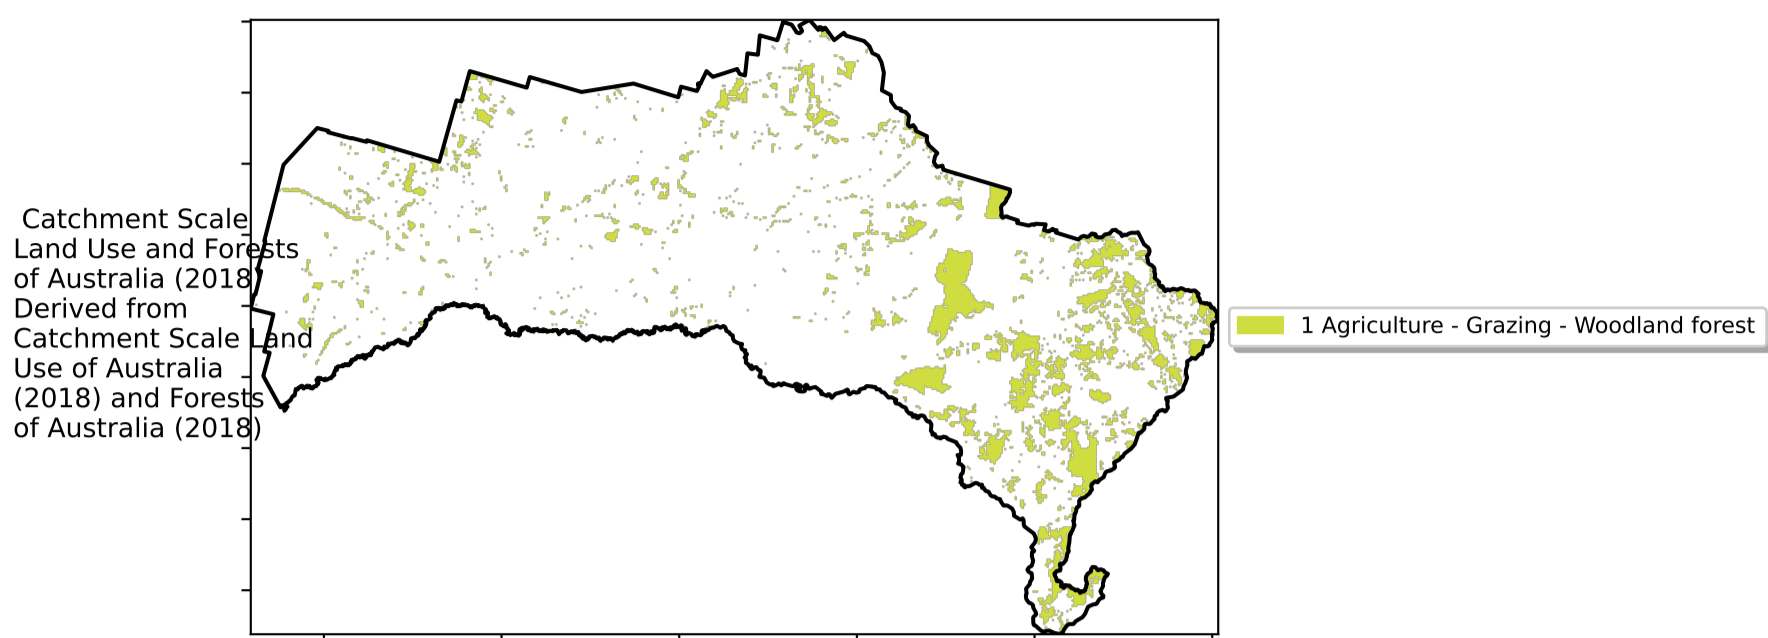 Catchment Scale
Land Use and Forests
of Australia (2018)
Derived from
Catchment Scale Land
Use of Australia
(2018) and Forests
of Australia (2018)
1 Agriculture - Grazing - Woodland forest